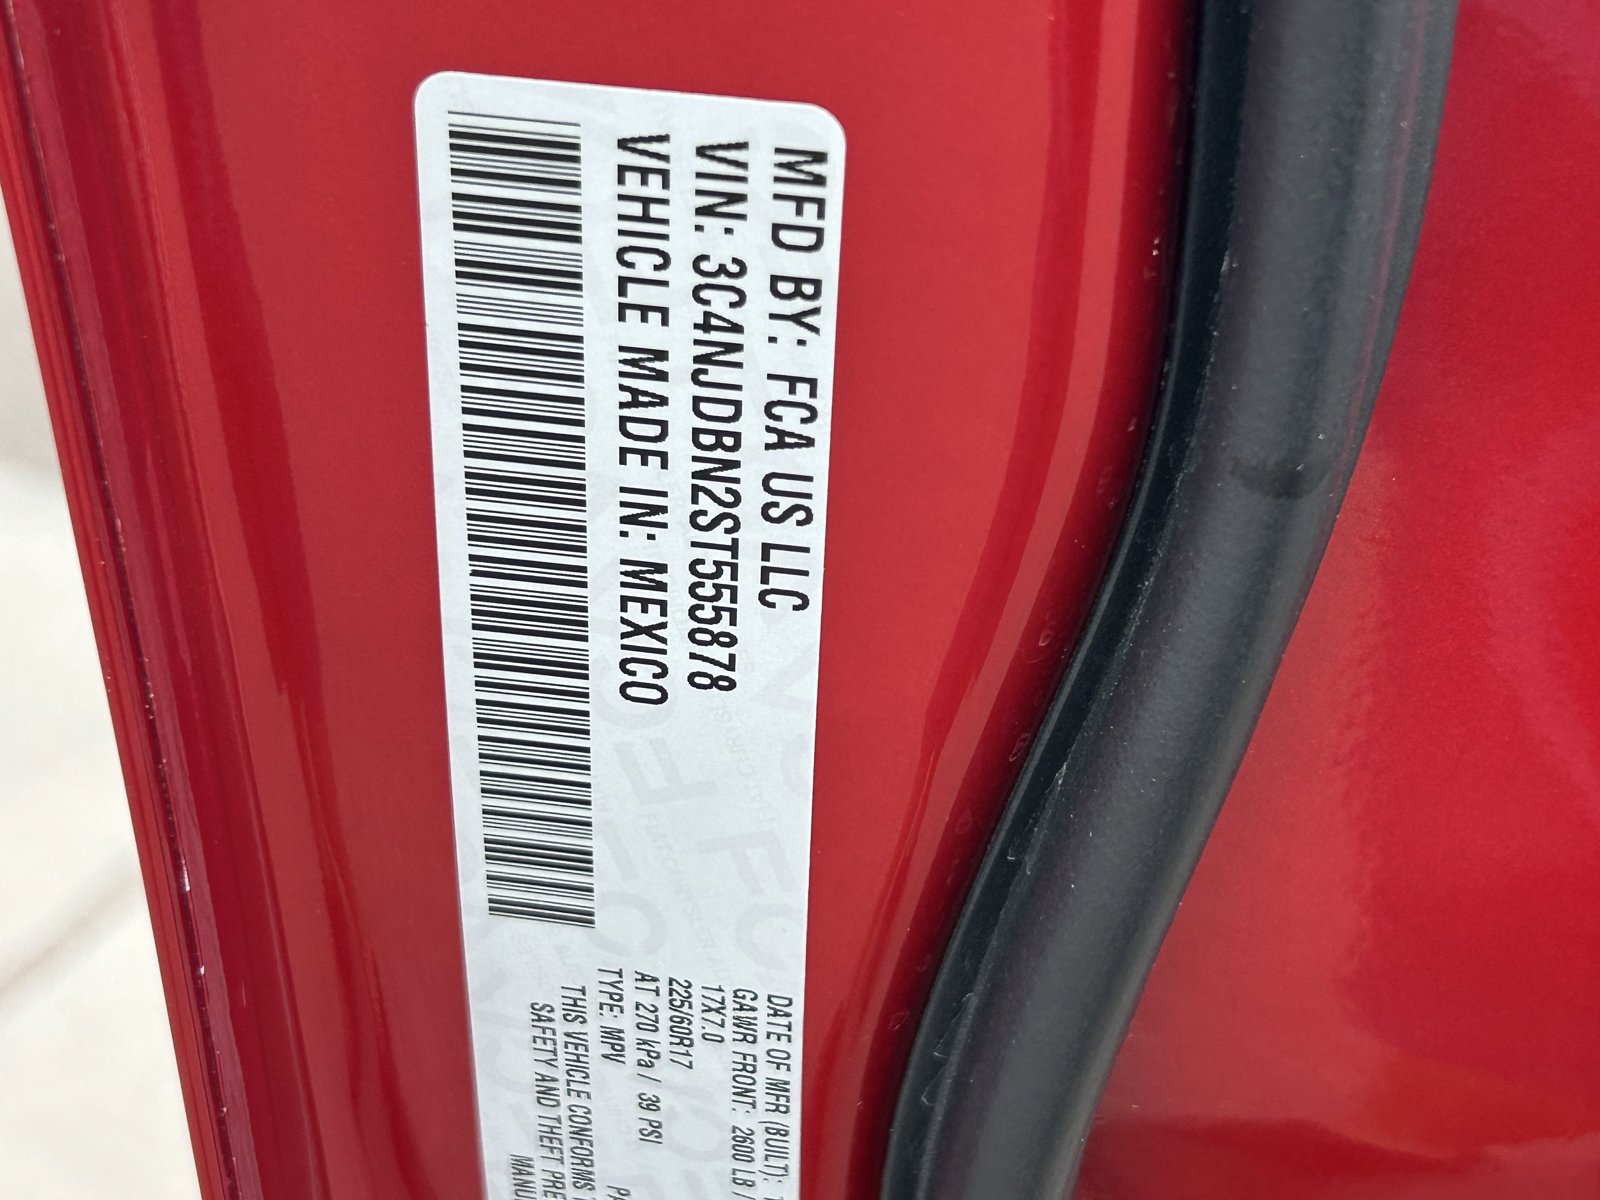 MFD BY: FCA US LLC
VIN: 3C4NJDBN2ST555878
VEHICLE MADE IN: MEXICO
DATE OF MFR (BUILT):
GAWR FRONT: 2600 LB /
17X7.0
225/60R17
AT 270 kPa / 39 PSI
TYPE: MPV
THIS VEHICLE CONFORMS
SAFETY AND THEFT PRE
MANU